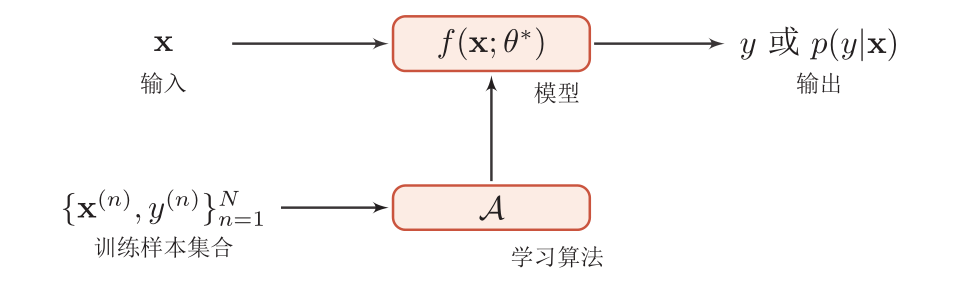 x f(x; θ*) y 或 p(y|x)
输入 模型 输出
{x^(n), y^(n)}_{n=1}^N 𝒜
训练样本集合 学习算法